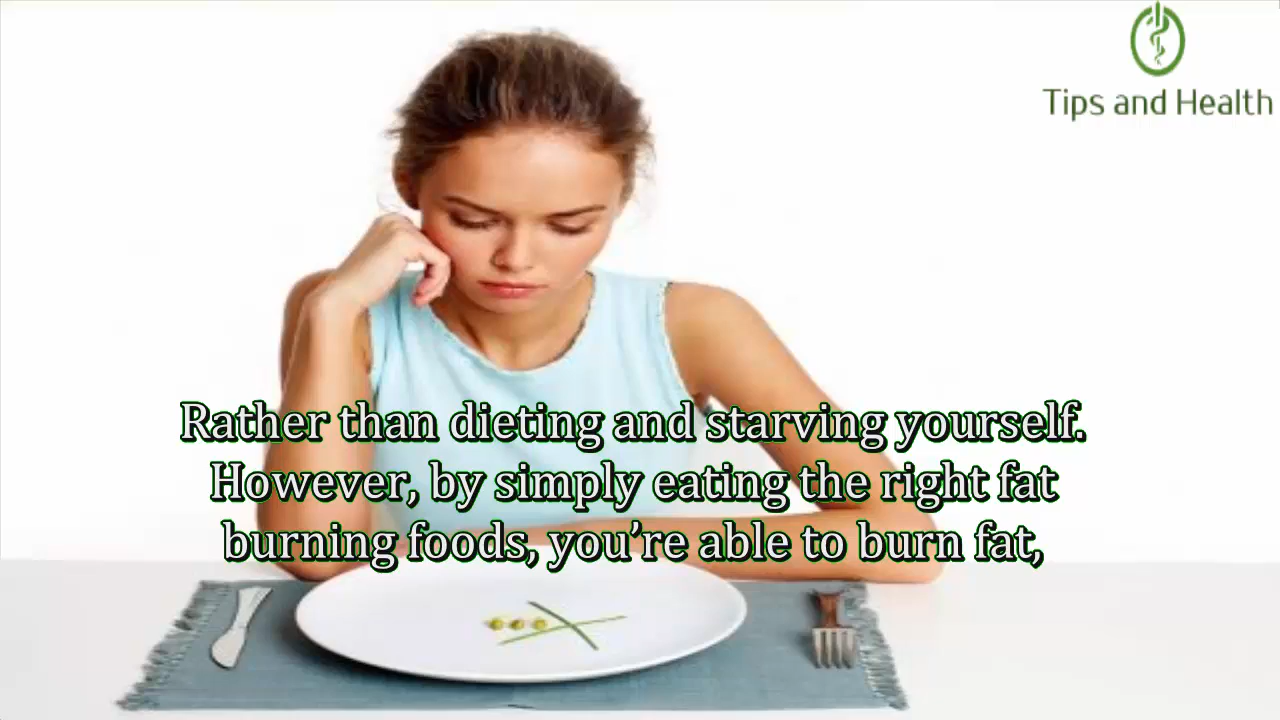 Tips and Health
Rather than dieting and starving yourself.
However, by simply eating the right fat
burning foods, you’re able to burn fat,